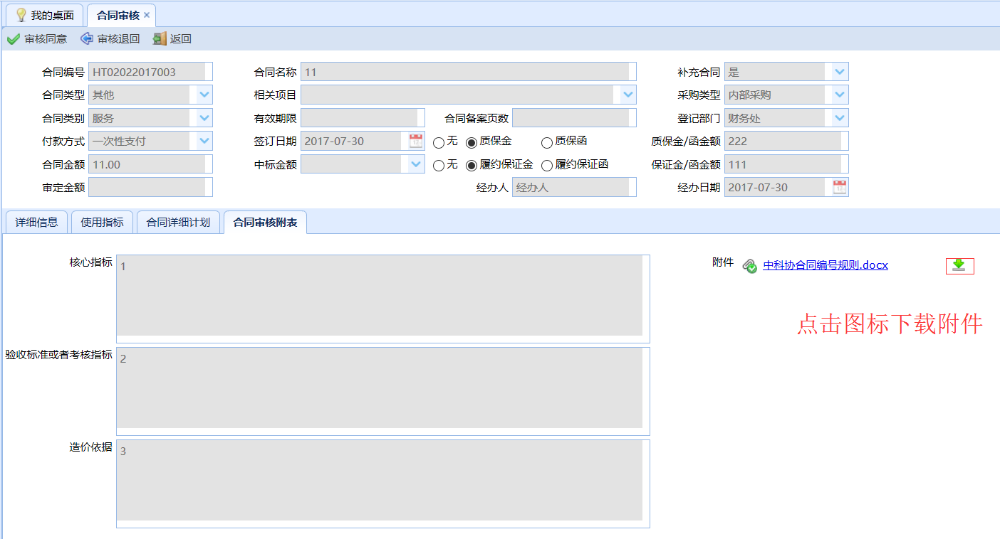 我的桌面 合同审核 ×
审核同意 审核退回 返回
合同编号 HT02022017003 合同名称 11 补充合同 是
合同类型 其他 相关项目 采购类型 内部采购
合同类别 服务 有效期限 合同备案页数 登记部门 财务处
付款方式 一次性支付 签订日期 2017-07-30 无 质保金 质保函 质保金/函金额 222
合同金额 11.00 中标金额 无 履约保证金 履约保证函 保证金/函金额 111
审定金额 经办人 经办人 经办日期 2017-07-30
详细信息 使用指标 合同详细计划 合同审核附表
核心指标 1 附件 中科协合同编号规则.docx
点击图标下载附件
验收标准或者考核指标 2
造价依据 3